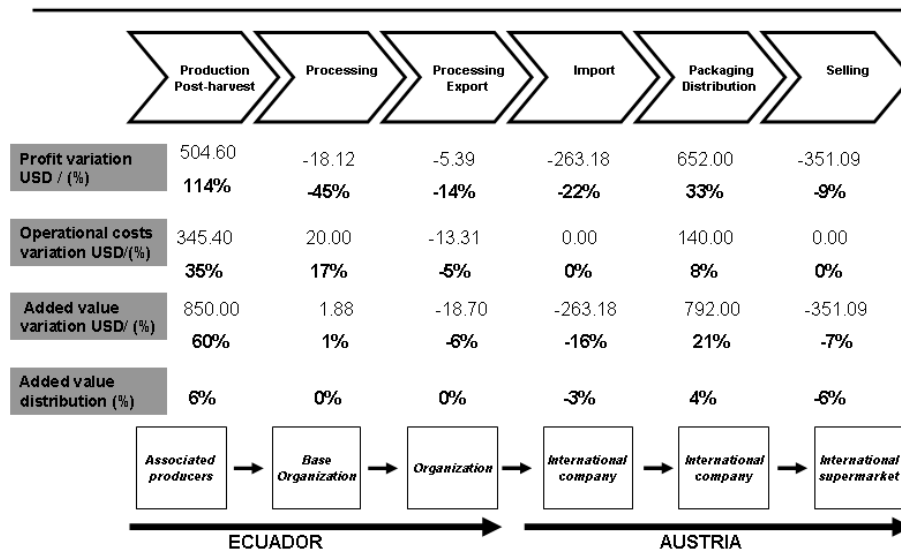 Production
Post-harvest
Processing
Processing
Export
Import
Packaging
Distribution
Selling
Profit variation
USD / (%)
504.60 -18.12 -5.39 -263.18 652.00 -351.09
114% -45% -14% -22% 33% -9%
Operational costs
variation USD/(%)
345.40 20.00 -13.31 0.00 140.00 0.00
35% 17% -5% 0% 8% 0%
Added value
variation USD/ (%)
850.00 1.88 -18.70 -263.18 792.00 -351.09
60% 1% -6% -16% 21% -7%
Added value
distribution (%)
6% 0% 0% -3% 4% -6%
Associated
producers
Base
Organization
Organization
International
company
International
company
International
supermarket
ECUADOR
AUSTRIA